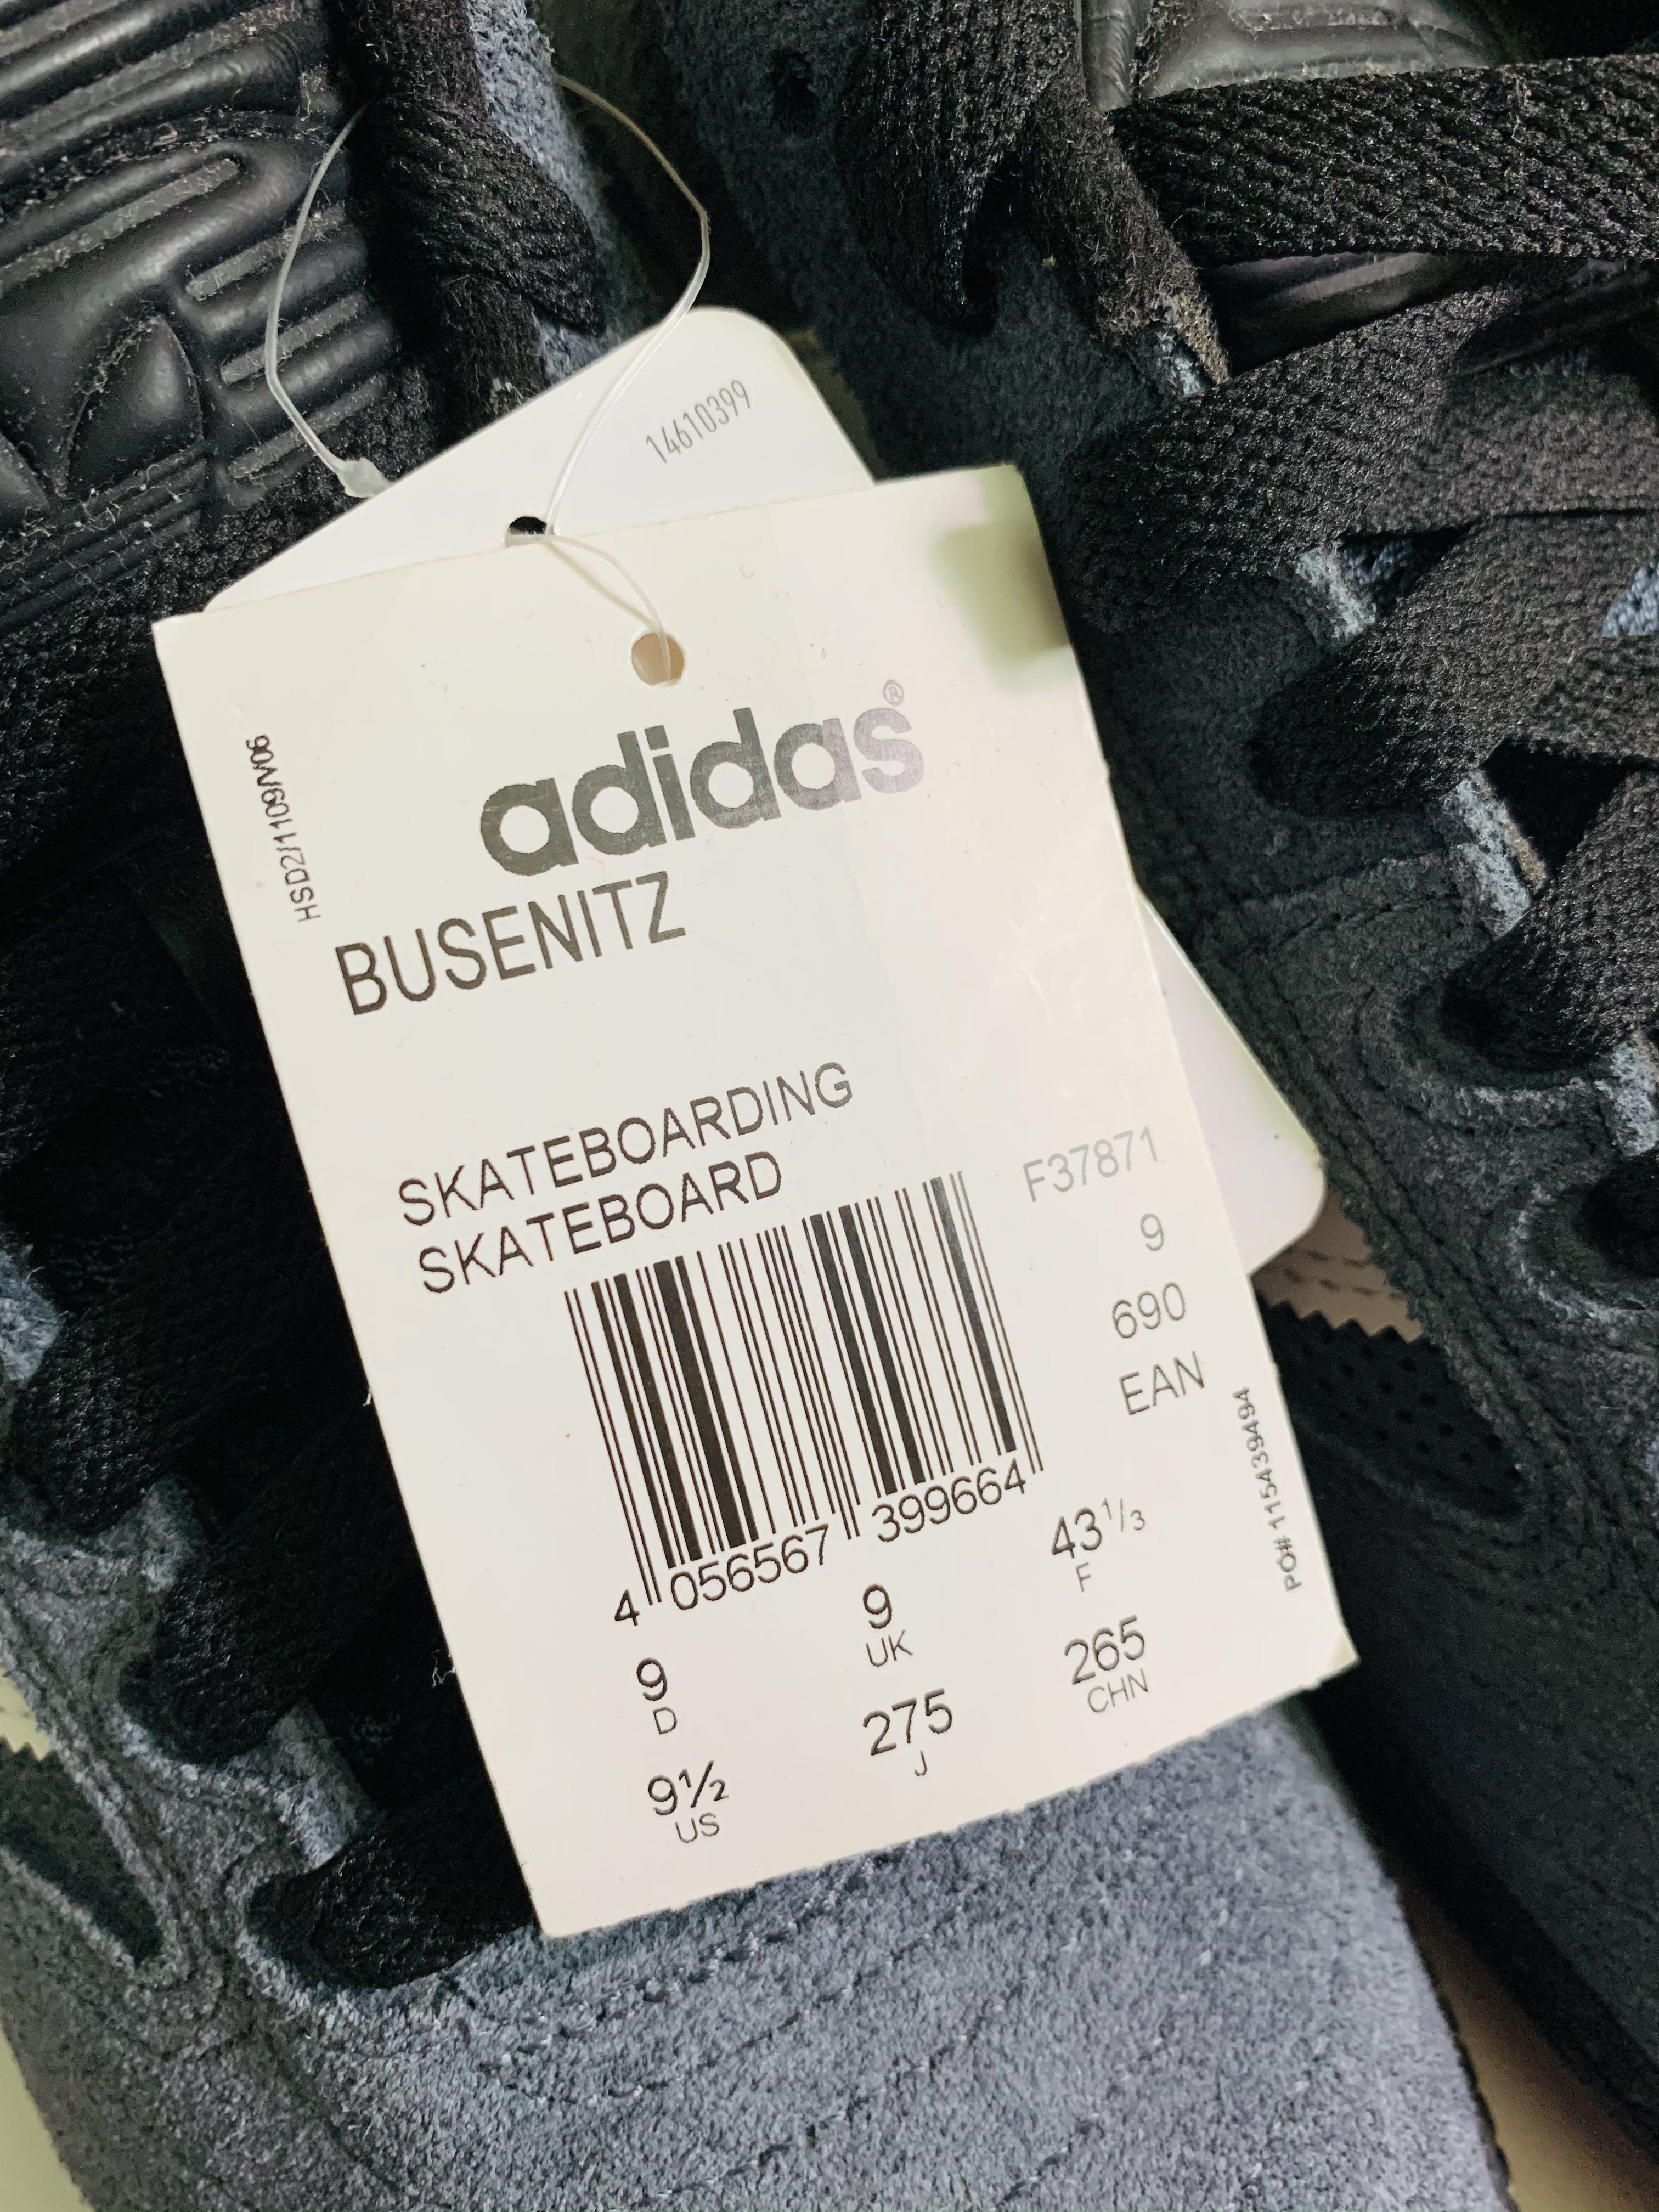 14610399
adidas®
HSD2/1109/V06
BUSENITZ
SKATEBOARDING
SKATEBOARD
F37871
9
690
EAN
4 056567 399664
PO# 115439494
9 9 43 1/3
D UK F
9½ 275 265
US J CHN